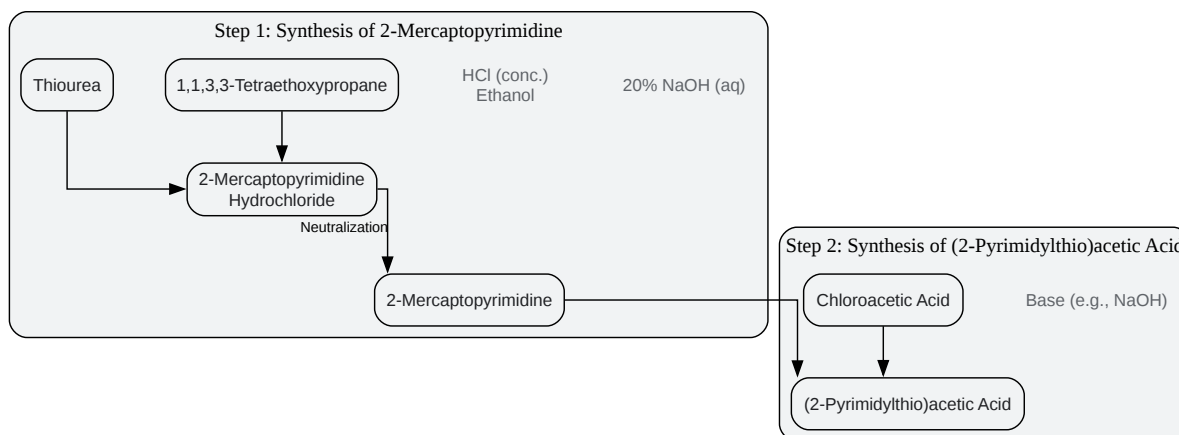 Step 1: Synthesis of 2-Mercaptopyrimidine
Thiourea
1,1,3,3-Tetraethoxypropane
HCl (conc.)
Ethanol
20% NaOH (aq)
2-Mercaptopyrimidine
Hydrochloride
Neutralization
2-Mercaptopyrimidine
Step 2: Synthesis of (2-Pyrimidylthio)acetic Acid
Chloroacetic Acid
Base (e.g., NaOH)
(2-Pyrimidylthio)acetic Acid